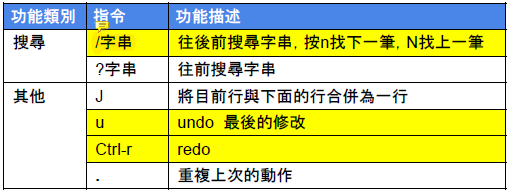 功能類別 指令 功能描述
搜尋 /字串 往後前搜尋字串, 按n找下一筆, N找上一筆
?字串 往前搜尋字串
其他 J 將目前行與下面的行合併為一行
u undo 最後的修改
Ctrl-r redo
. 重複上次的動作